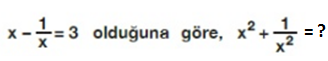 x - 1/x = 3 olduğuna göre, x² + 1/x² = ?